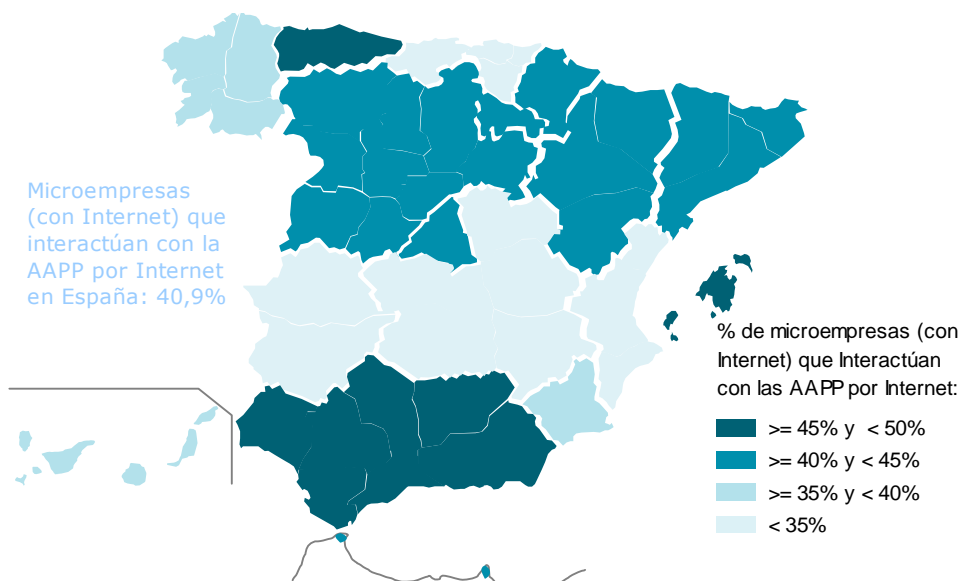 Microempresas
(con Internet) que
interactúan con la
AAPP por Internet
en España: 40,9%
% de microempresas (con
Internet) que Interactúan
con las AAPP por Internet:
>= 45% y < 50%
>= 40% y < 45%
>= 35% y < 40%
< 35%